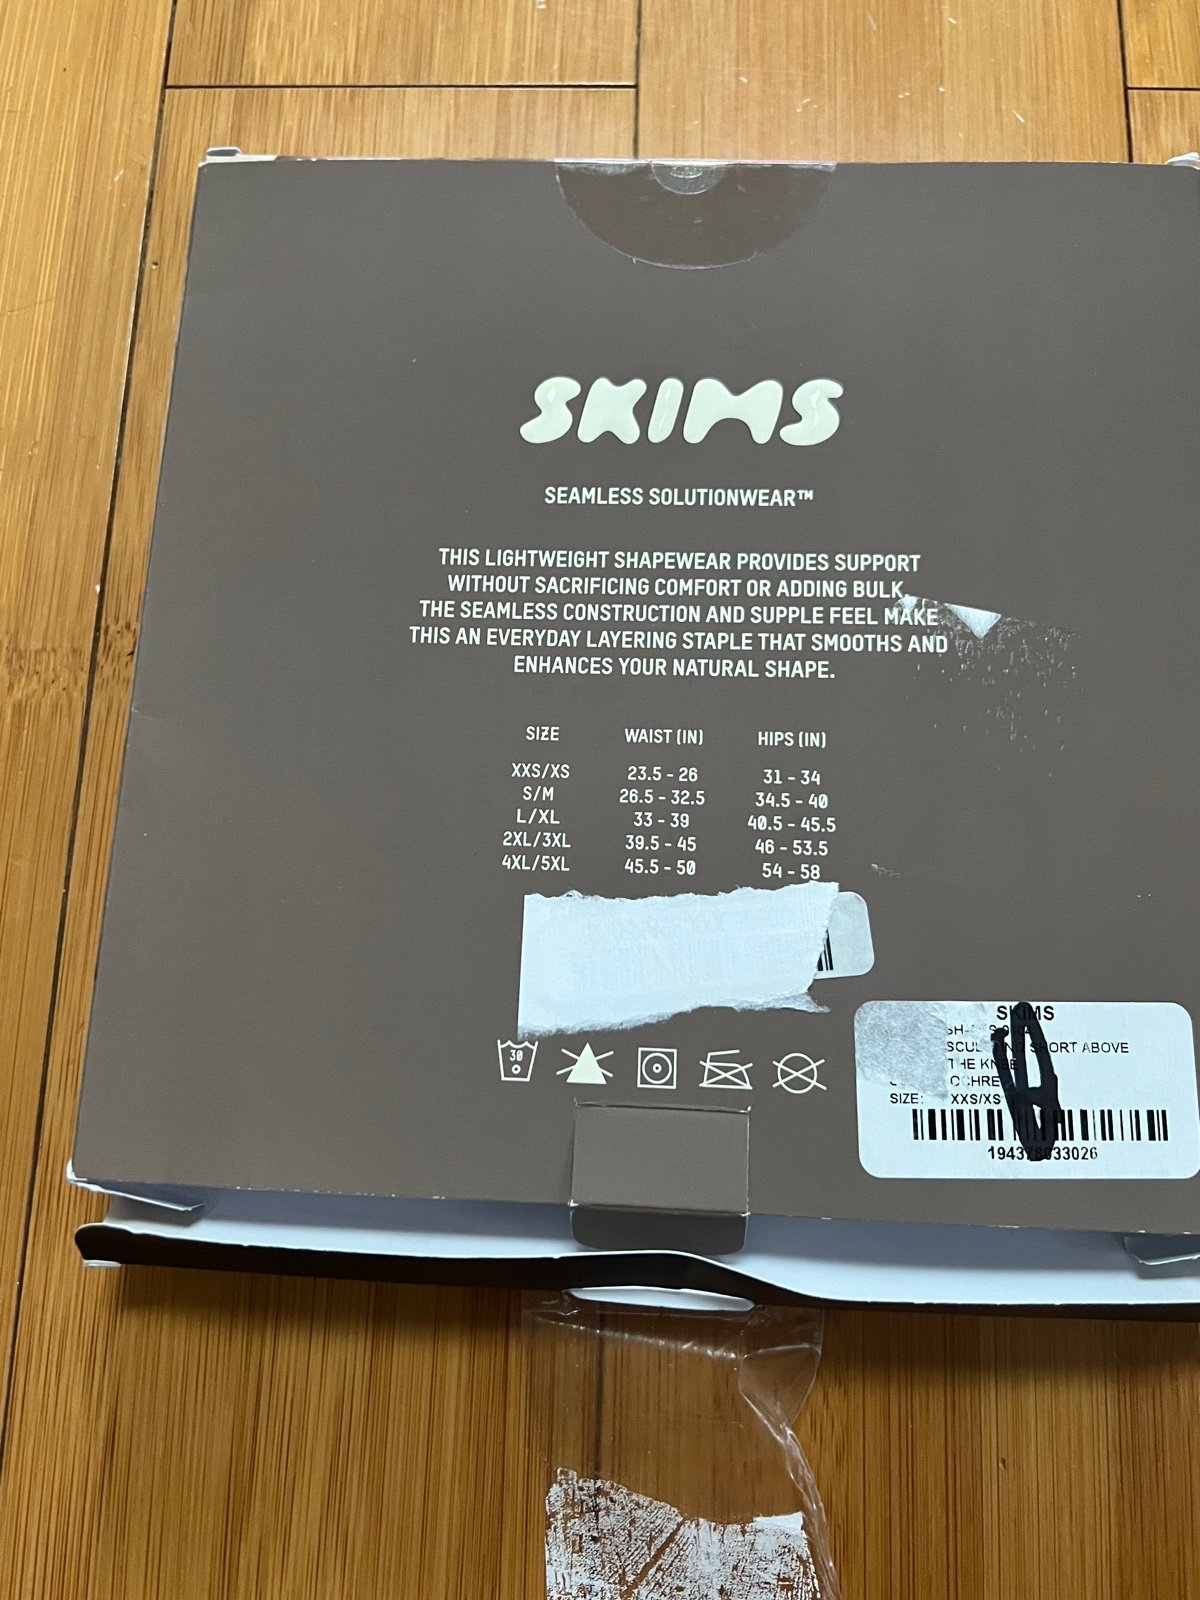 SKIMS
SEAMLESS SOLUTIONWEAR™
THIS LIGHTWEIGHT SHAPEWEAR PROVIDES SUPPORT
WITHOUT SACRIFICING COMFORT OR ADDING BULK.
THE SEAMLESS CONSTRUCTION AND SUPPLE FEEL MAKE
THIS AN EVERYDAY LAYERING STAPLE THAT SMOOTHS AND
ENHANCES YOUR NATURAL SHAPE.
SIZE WAIST (IN) HIPS (IN)
XXS/XS 23.5 - 26 31 - 34
S/M 26.5 - 32.5 34.5 - 40
L/XL 33 - 39 40.5 - 45.5
2XL/3XL 39.5 - 45 46 - 53.5
4XL/5XL 45.5 - 50 54 - 58
30
SKIMS
SHORT ABOVE
THE KNEE
OCHRE
SIZE: XXS/XS
194378033026